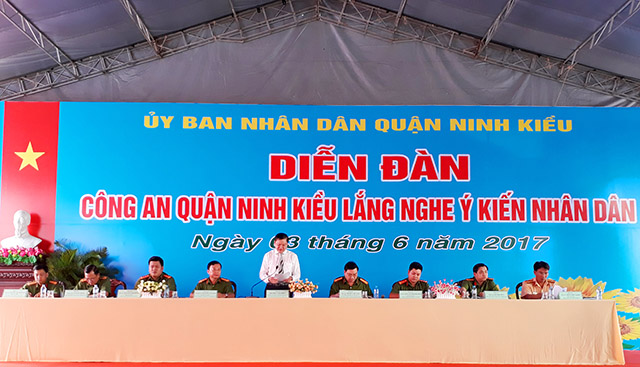 ỦY BAN NHÂN DÂN QUẬN NINH KIỀU
DIỄN ĐÀN
CÔNG AN QUẬN NINH KIỀU LẮNG NGHE Ý KIẾN NHÂN DÂN
Ngày tháng 6 năm 2017